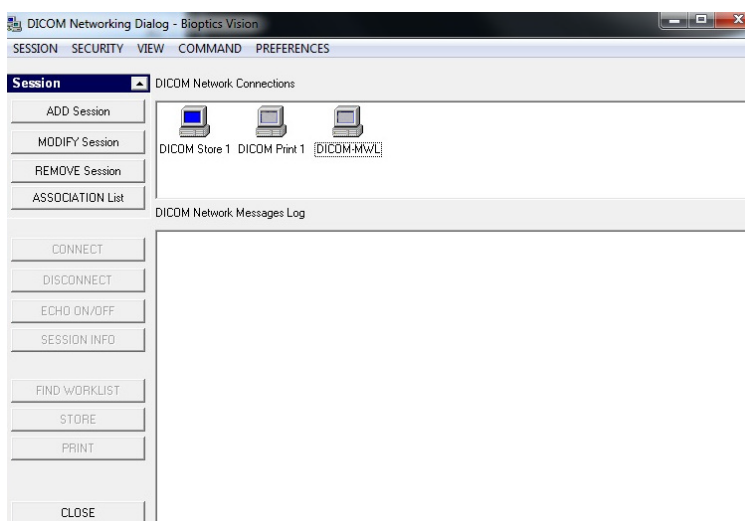 DICOM Networking Dialog - Bioptics Vision
SESSION SECURITY VIEW COMMAND PREFERENCES
Session
ADD Session
MODIFY Session
REMOVE Session
ASSOCIATION List
CONNECT
DISCONNECT
ECHO ON/OFF
SESSION INFO
FIND WORKLIST
STORE
PRINT
CLOSE
DICOM Network Connections
DICOM Store 1 DICOM Print 1 DICOM-MWL
DICOM Network Messages Log